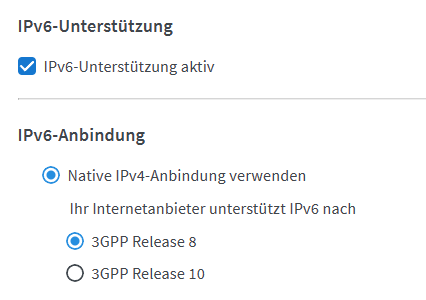 IPv6-Unterstützung
IPv6-Unterstützung aktiv
IPv6-Anbindung
Native IPv4-Anbindung verwenden
Ihr Internetanbieter unterstützt IPv6 nach
3GPP Release 8
3GPP Release 10